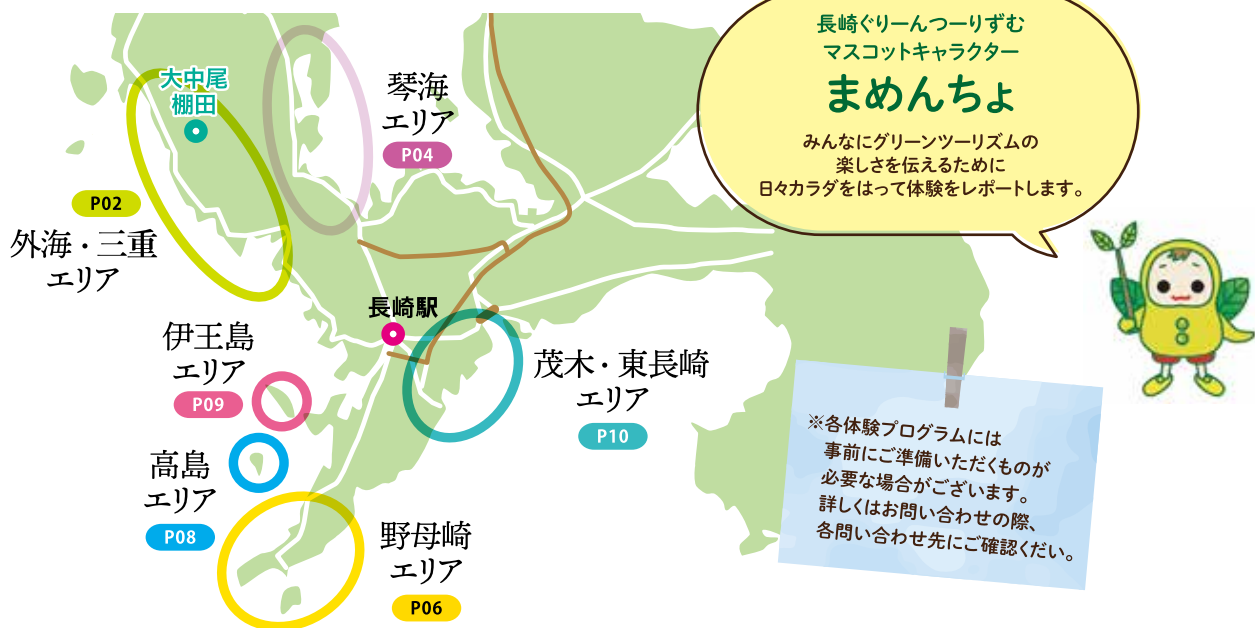 長崎ぐりーんつーりずむ
マスコットキャラクター
まめんちょ
みんなにグリーンツーリズムの
楽しさを伝えるために
日々カラダをはって体験をレポートします。
大中尾
棚田
琴海
エリア
P04
P02
外海・三重
エリア
長崎駅
伊王島
エリア
P09
茂木・東長崎
エリア
P10
高島
エリア
P08
野母崎
エリア
P06
※各体験プログラムには
事前にご準備いただくものが
必要な場合がございます。
詳しくはお問い合わせの際、
各問い合わせ先にご確認くだい。